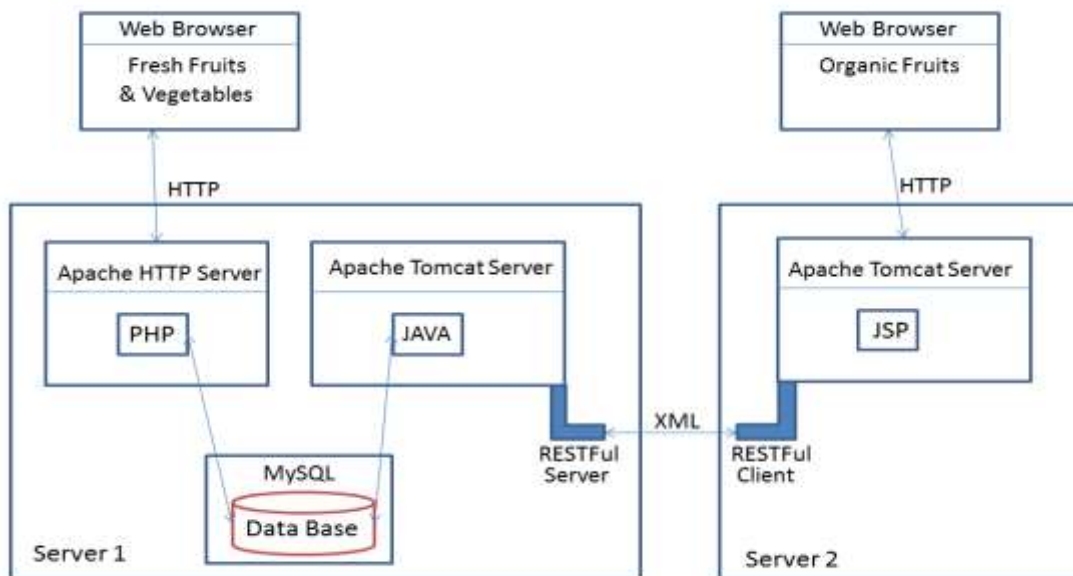 Web Browser
Fresh Fruits
& Vegetables
Web Browser
Organic Fruits
HTTP
HTTP
Apache HTTP Server
PHP
Apache Tomcat Server
JAVA
Apache Tomcat Server
JSP
XML
RESTFul
Server
RESTFul
Client
MySQL
Data Base
Server 1
Server 2